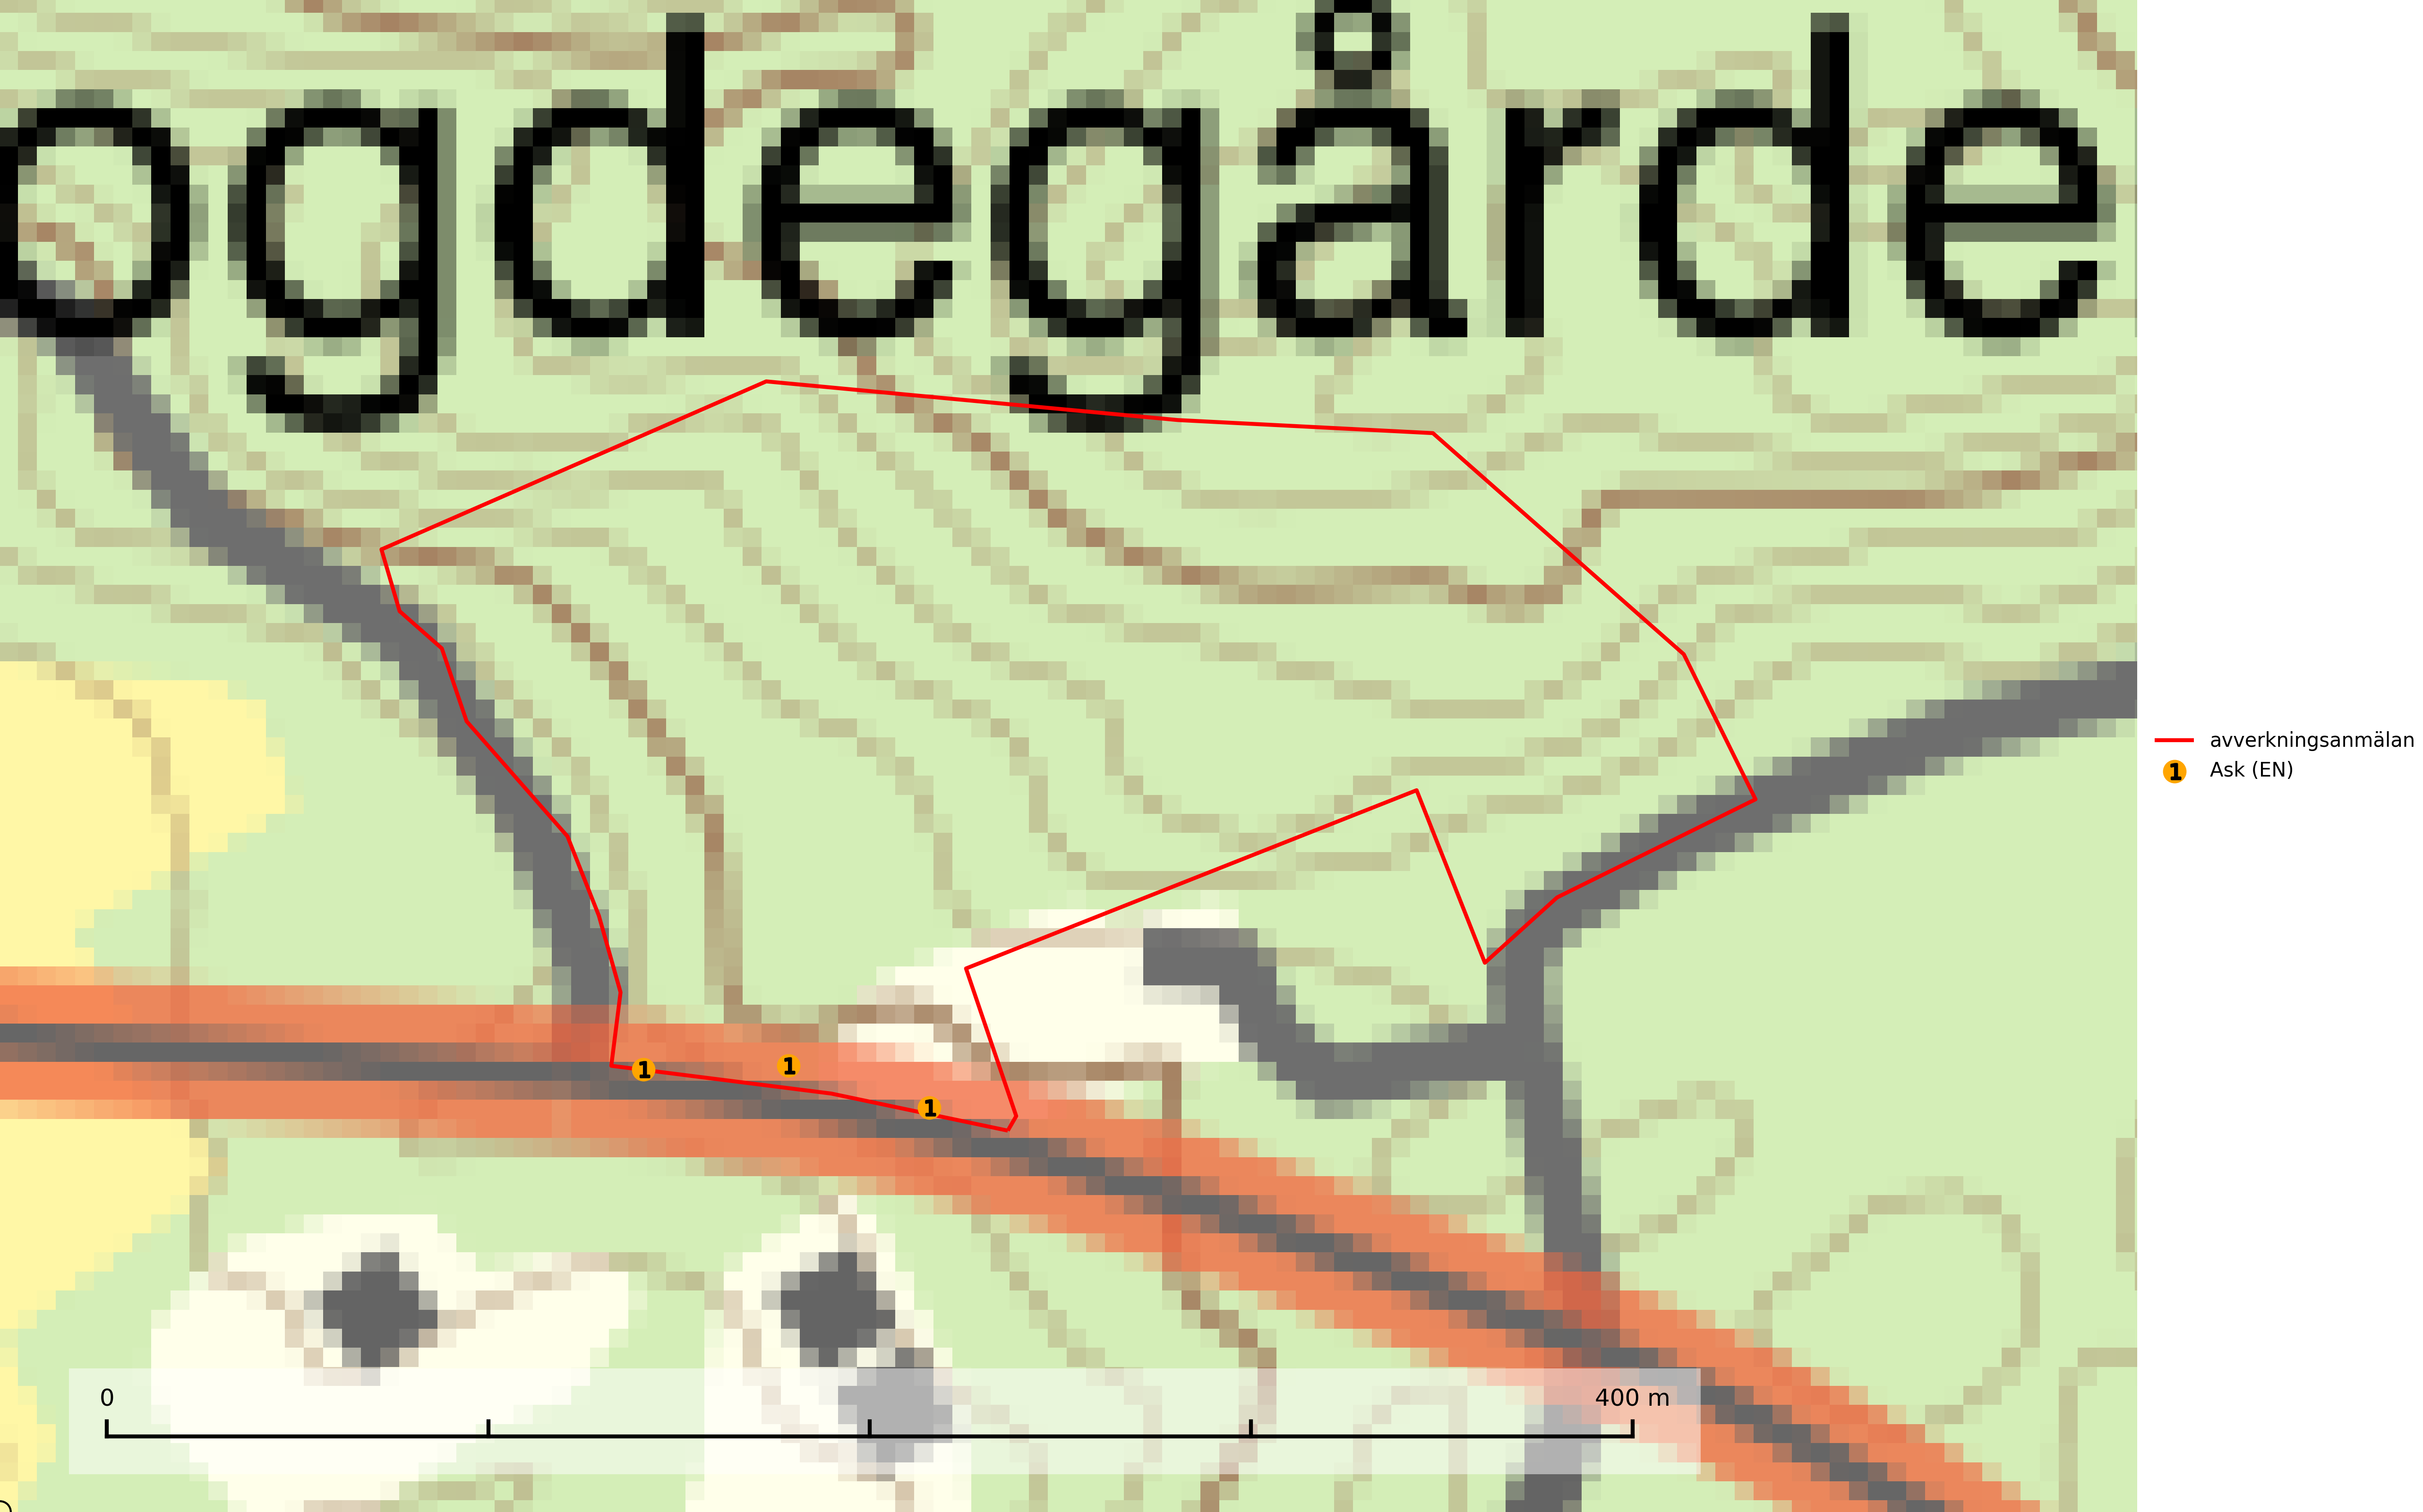 ogdegårde
avverkningsanmälan
1 Ask (EN)
1
1
1
0 400 m